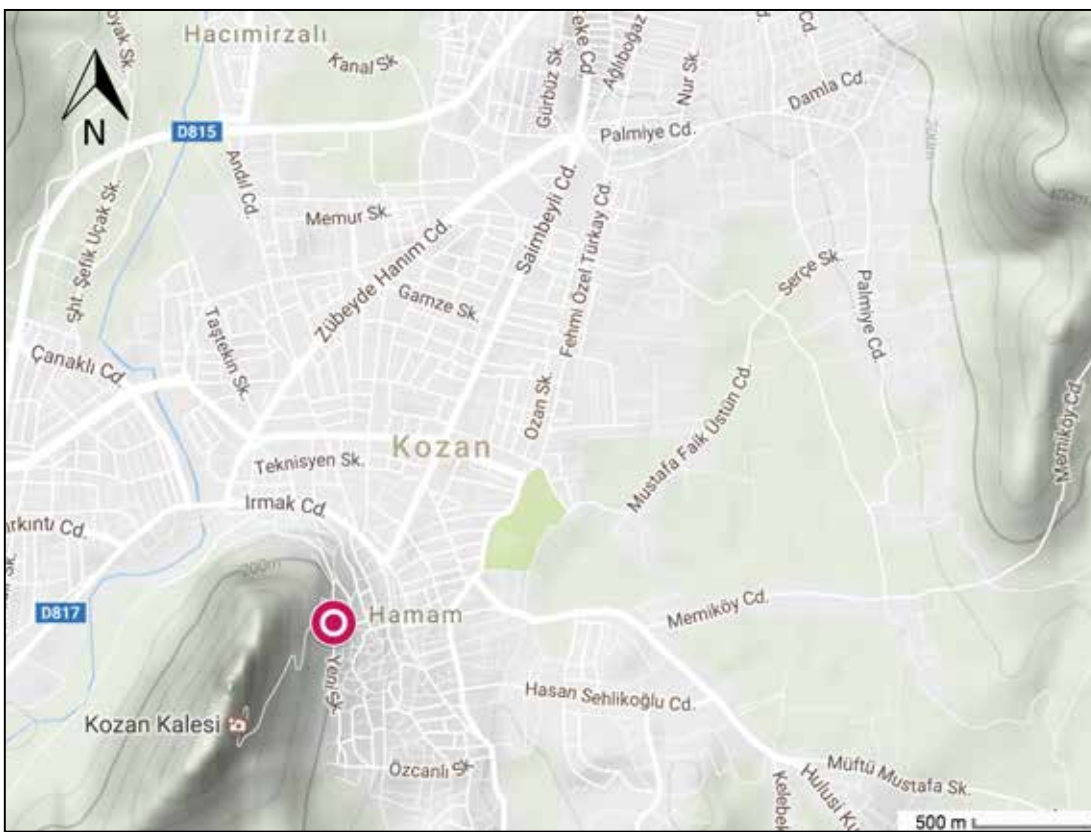 Hacımirzalı
Kanal Sk.
Gürbüz Sk.
Ağlıboğaz
Nur Sk.
Damla Cd.
Palmiye Cd.
N
D815
Andıl Cd.
Memur Sk.
Şht. Şefik Uçak Sk.
Zübeyde Hanım Cd.
Saimbeyli Cd.
Fehmi Özel Türkay Cd.
Gamze Sk.
Serçe Sk.
Palmiye Cd.
200m
400m
Taştekin Sk.
Çanaklı Cd.
Ozan Sk.
Mustafa Faik Üstün Cd.
Memiköy Cd.
Kozan
Teknisyen Sk.
Irmak Cd.
Cd.
200m
D817
Hamam
Memiköy Cd.
Yeni Sk.
Hasan Sehlikoğlu Cd.
Kozan Kalesi
Özcanlı Sk.
Müftü Mustafa Sk.
Hulusi
500 m